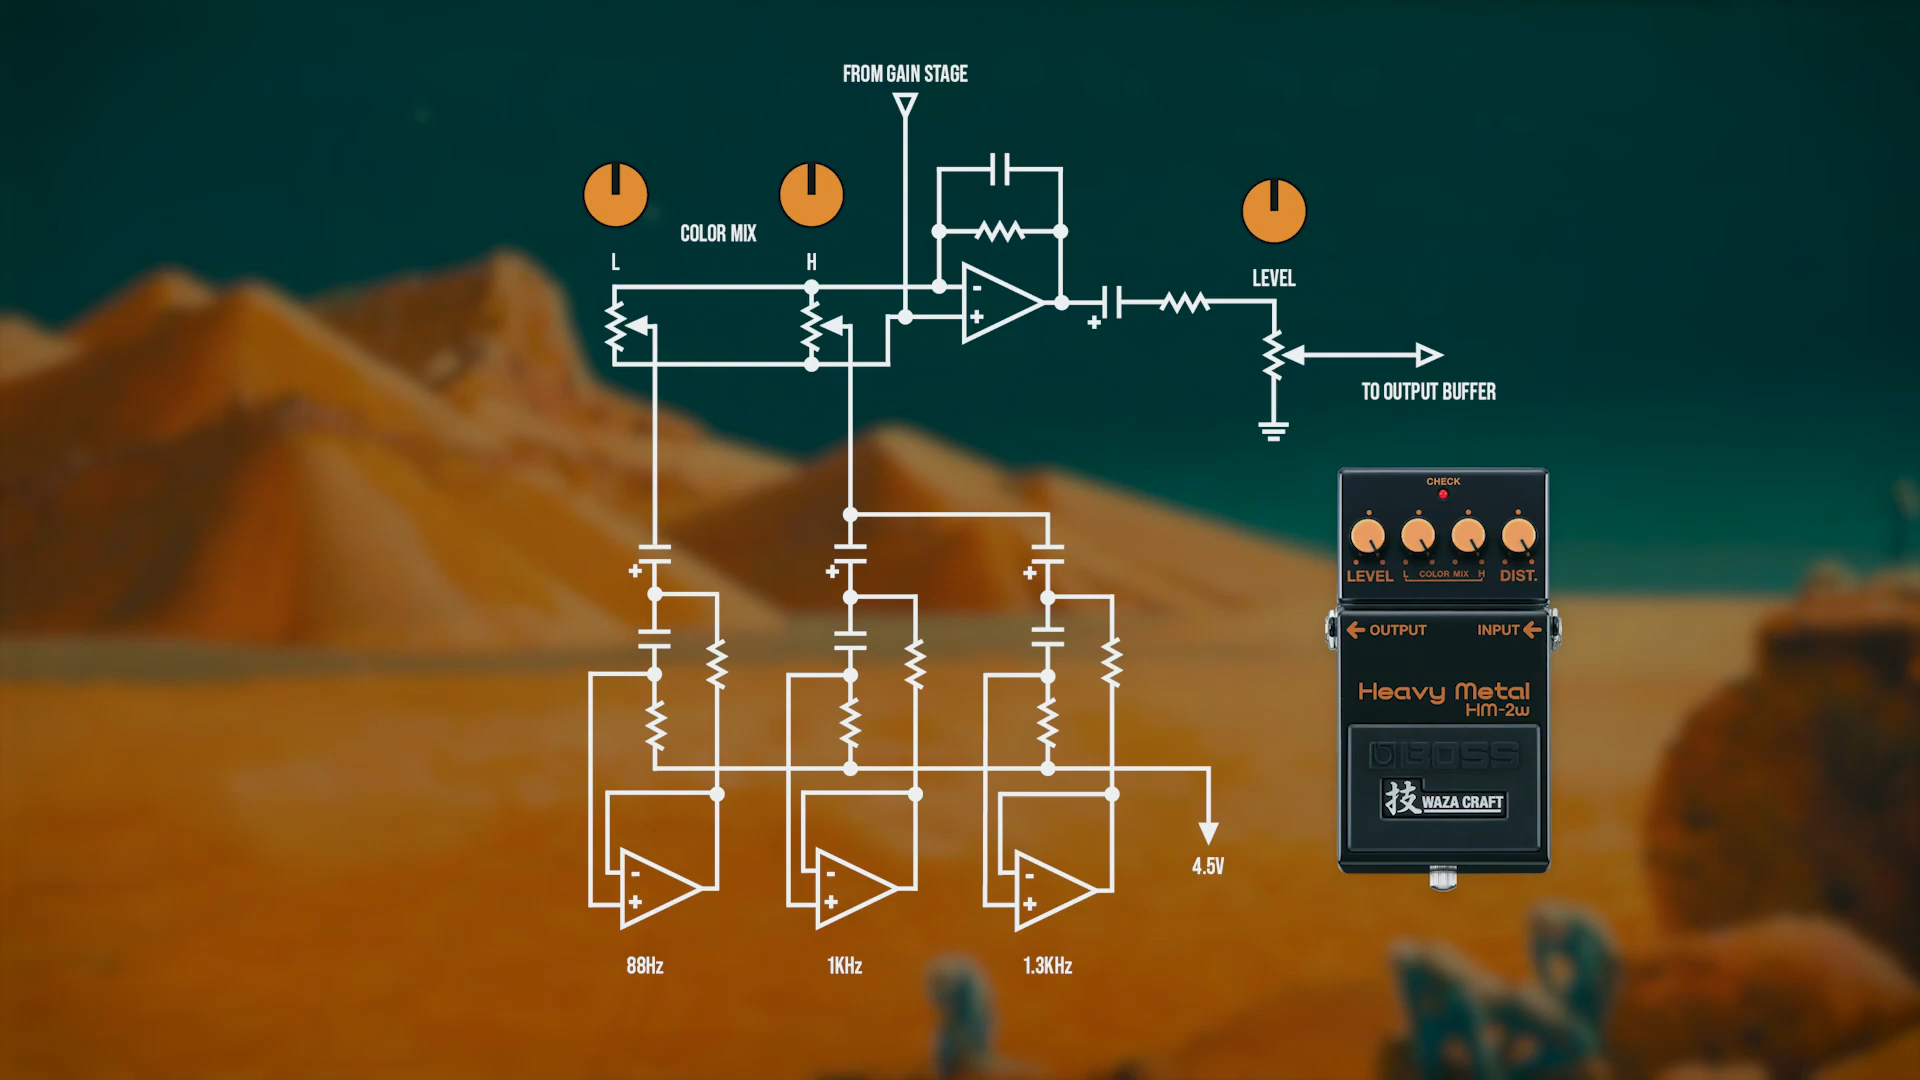 FROM GAIN STAGE
COLOR MIX
L
H
LEVEL
-
+
+
TO OUTPUT BUFFER
+
+
+
4.5V
-
+
-
+
-
+
88Hz
1KHz
1.3KHz
CHECK
LEVEL
L COLOR MIX H
DIST.
OUTPUT
INPUT
Heavy Metal
HM-2w
BOSS
技 WAZA CRAFT